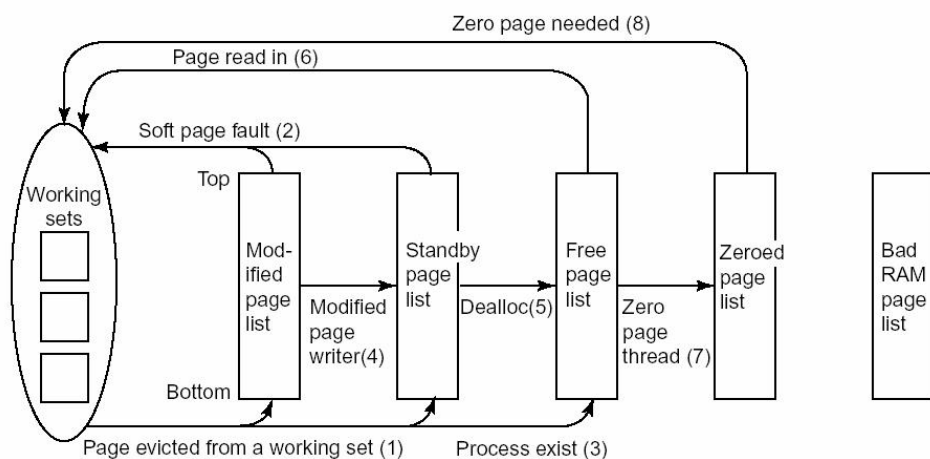 Zero page needed (8)
Page read in (6)
Soft page fault (2)
Top
Working
sets
Mod-
ified
page
list
Modified
page
writer(4)
Standby
page
list
Dealloc(5)
Free
page
list
Zero
page
thread (7)
Zeroed
page
list
Bad
RAM
page
list
Bottom
Page evicted from a working set (1)
Process exist (3)